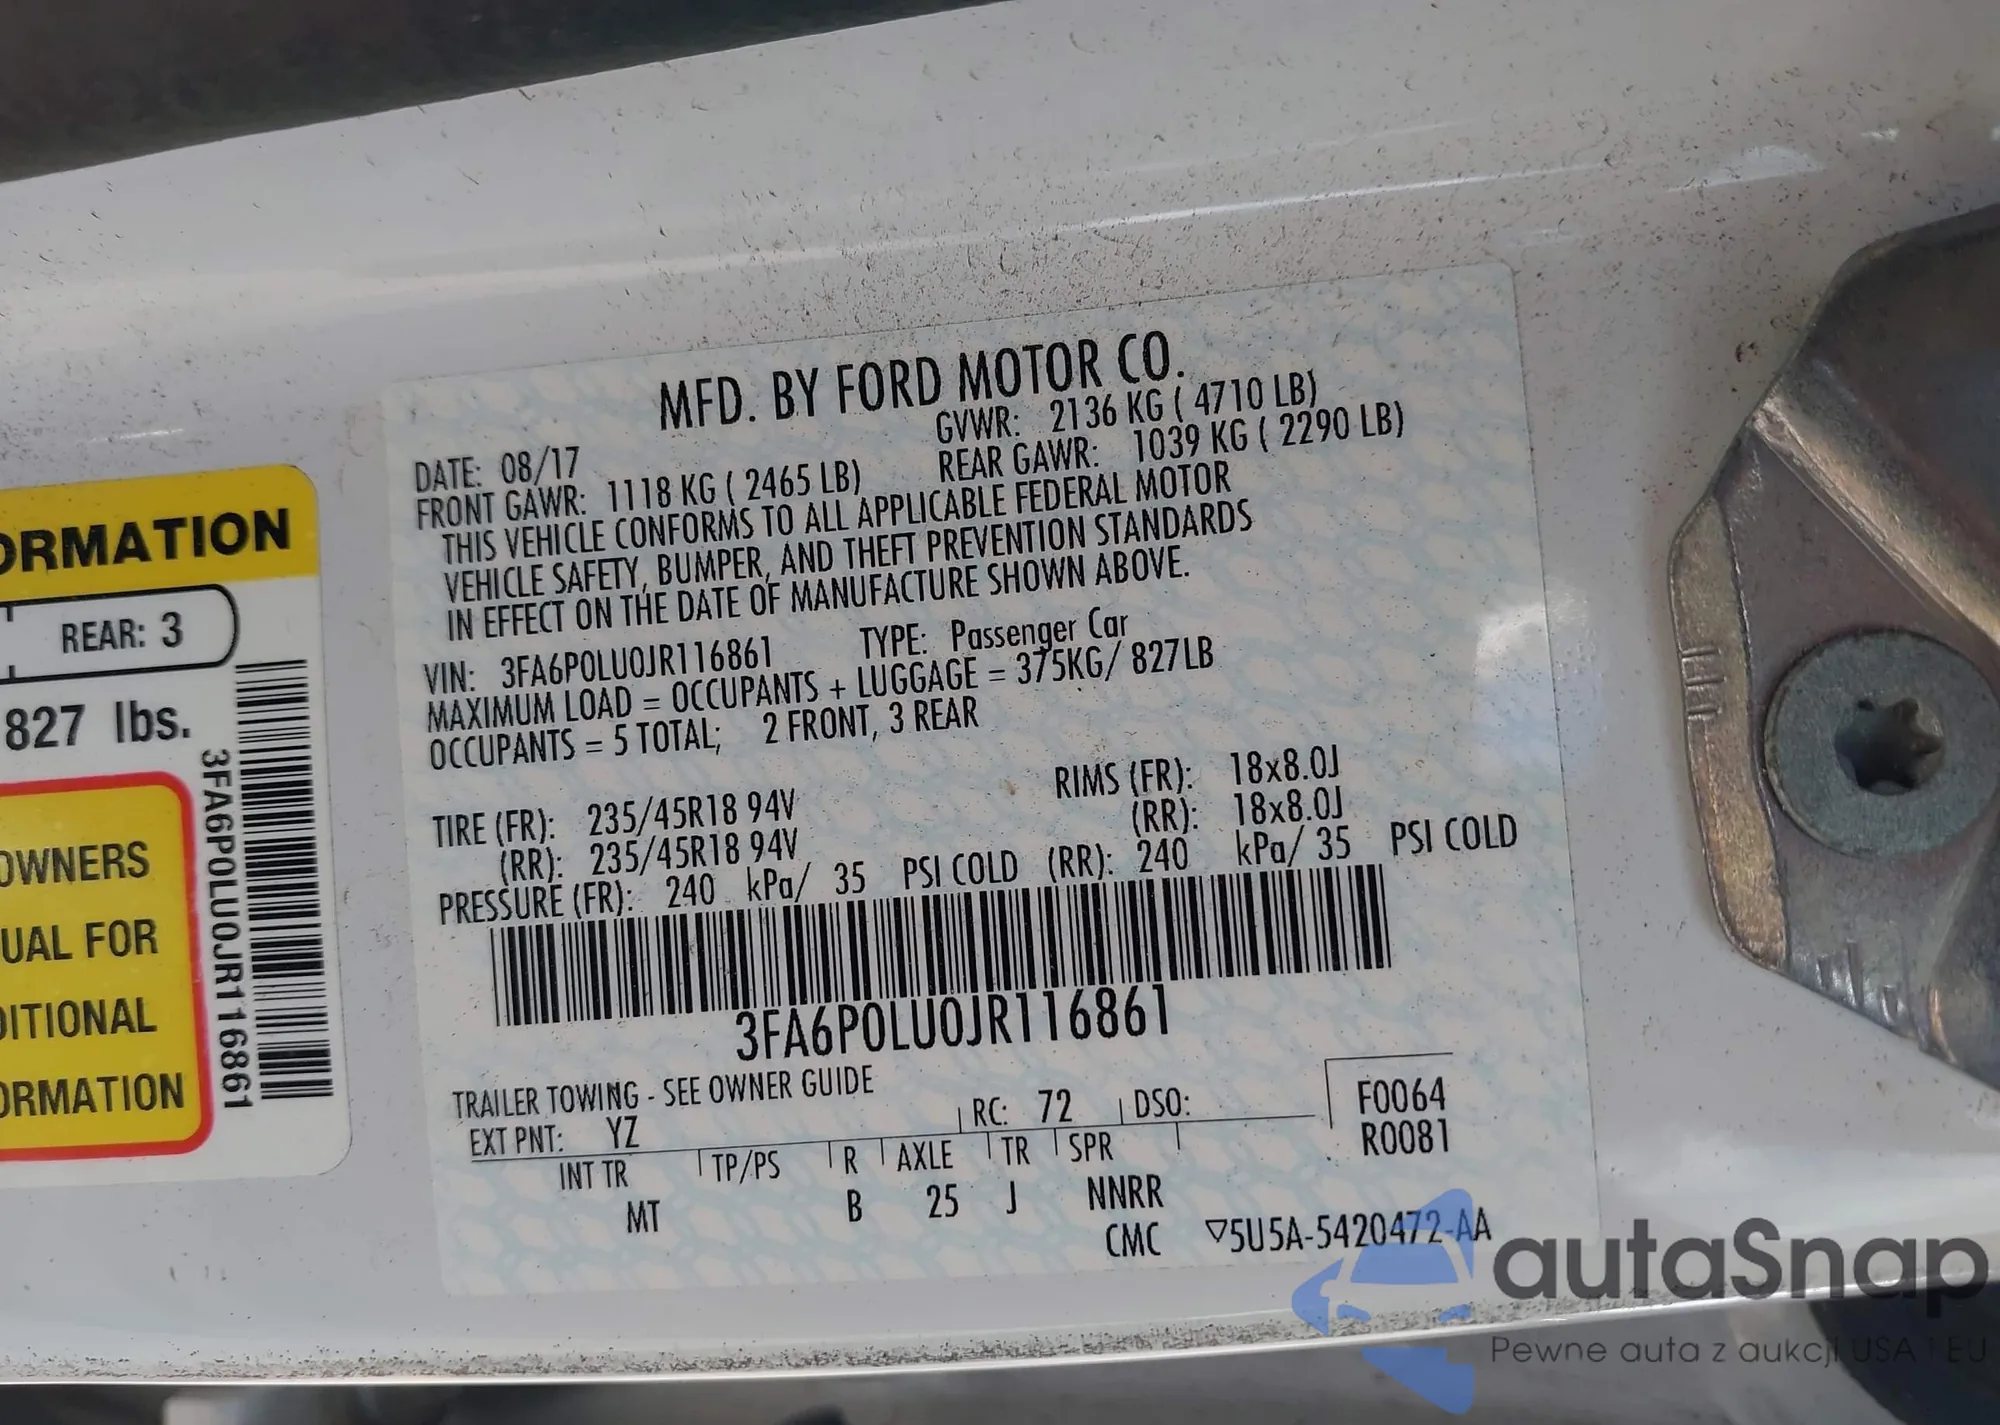 MFD. BY FORD MOTOR CO.
DATE: 08/17 GVWR: 2136 KG ( 4710 LB)
FRONT GAWR: 1118 KG ( 2465 LB) REAR GAWR: 1039 KG ( 2290 LB)
THIS VEHICLE CONFORMS TO ALL APPLICABLE FEDERAL MOTOR
VEHICLE SAFETY, BUMPER, AND THEFT PREVENTION STANDARDS
IN EFFECT ON THE DATE OF MANUFACTURE SHOWN ABOVE.
VIN: 3FA6P0LU0JR116861 TYPE: Passenger Car
MAXIMUM LOAD = OCCUPANTS + LUGGAGE = 375KG/ 827LB
OCCUPANTS = 5 TOTAL; 2 FRONT, 3 REAR
TIRE (FR): 235/45R18 94V RIMS (FR): 18x8.0J
(RR): 235/45R18 94V (RR): 18x8.0J
PRESSURE (FR): 240 kPa/ 35 PSI COLD (RR): 240 kPa/ 35 PSI COLD
3FA6P0LU0JR116861
TRAILER TOWING - SEE OWNER GUIDE
EXT PNT: YZ RC: 72 DSO: F0064
R0081
INT TR TP/PS R AXLE TR SPR
MT B 25 J NNRR
CMC ▽5U5A-5420472-AA
ORMATION
REAR: 3
827 lbs.
3FA6P0LU0JR116861
OWNERS
UAL FOR
DITIONAL
ORMATION
autaSnap
Pewne auta z aukcji USA i EU